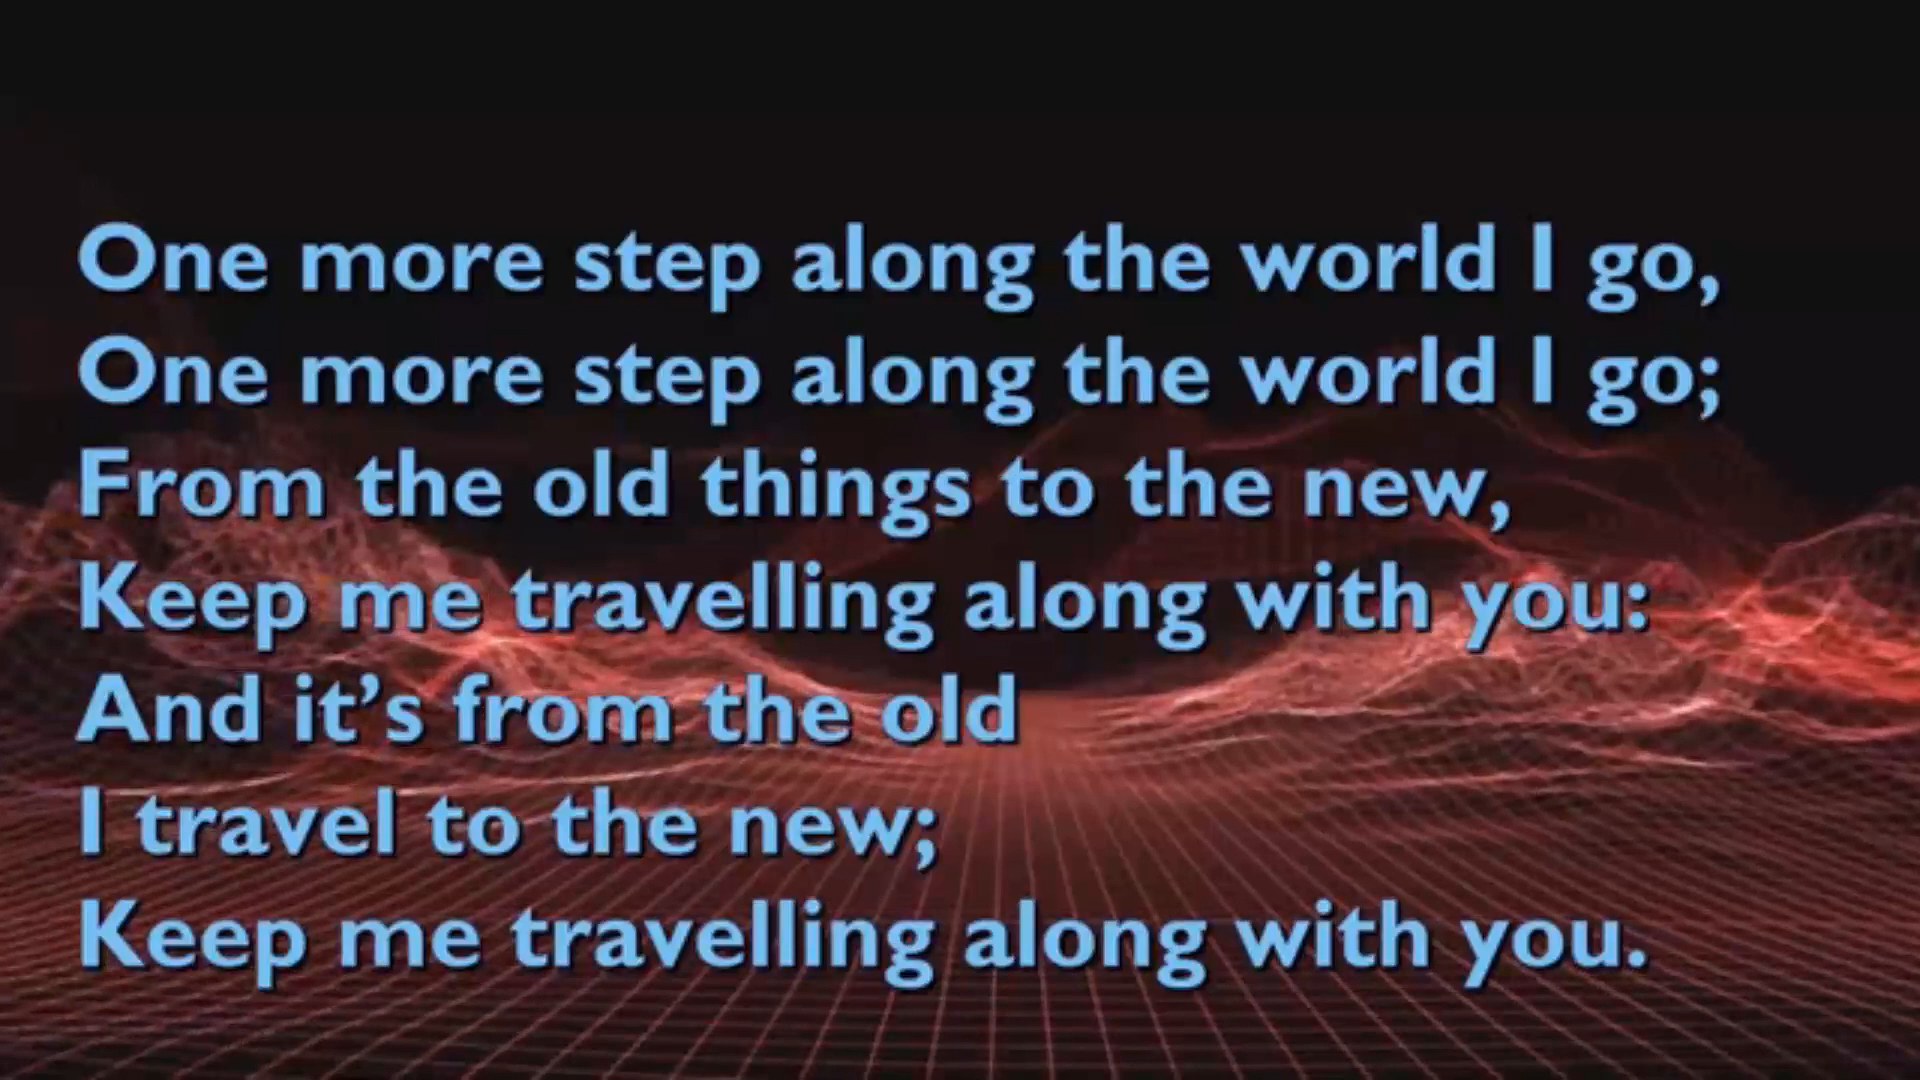 One more step along the world I go,
One more step along the world I go;
From the old things to the new,
Keep me travelling along with you:
And it’s from the old
I travel to the new;
Keep me travelling along with you.